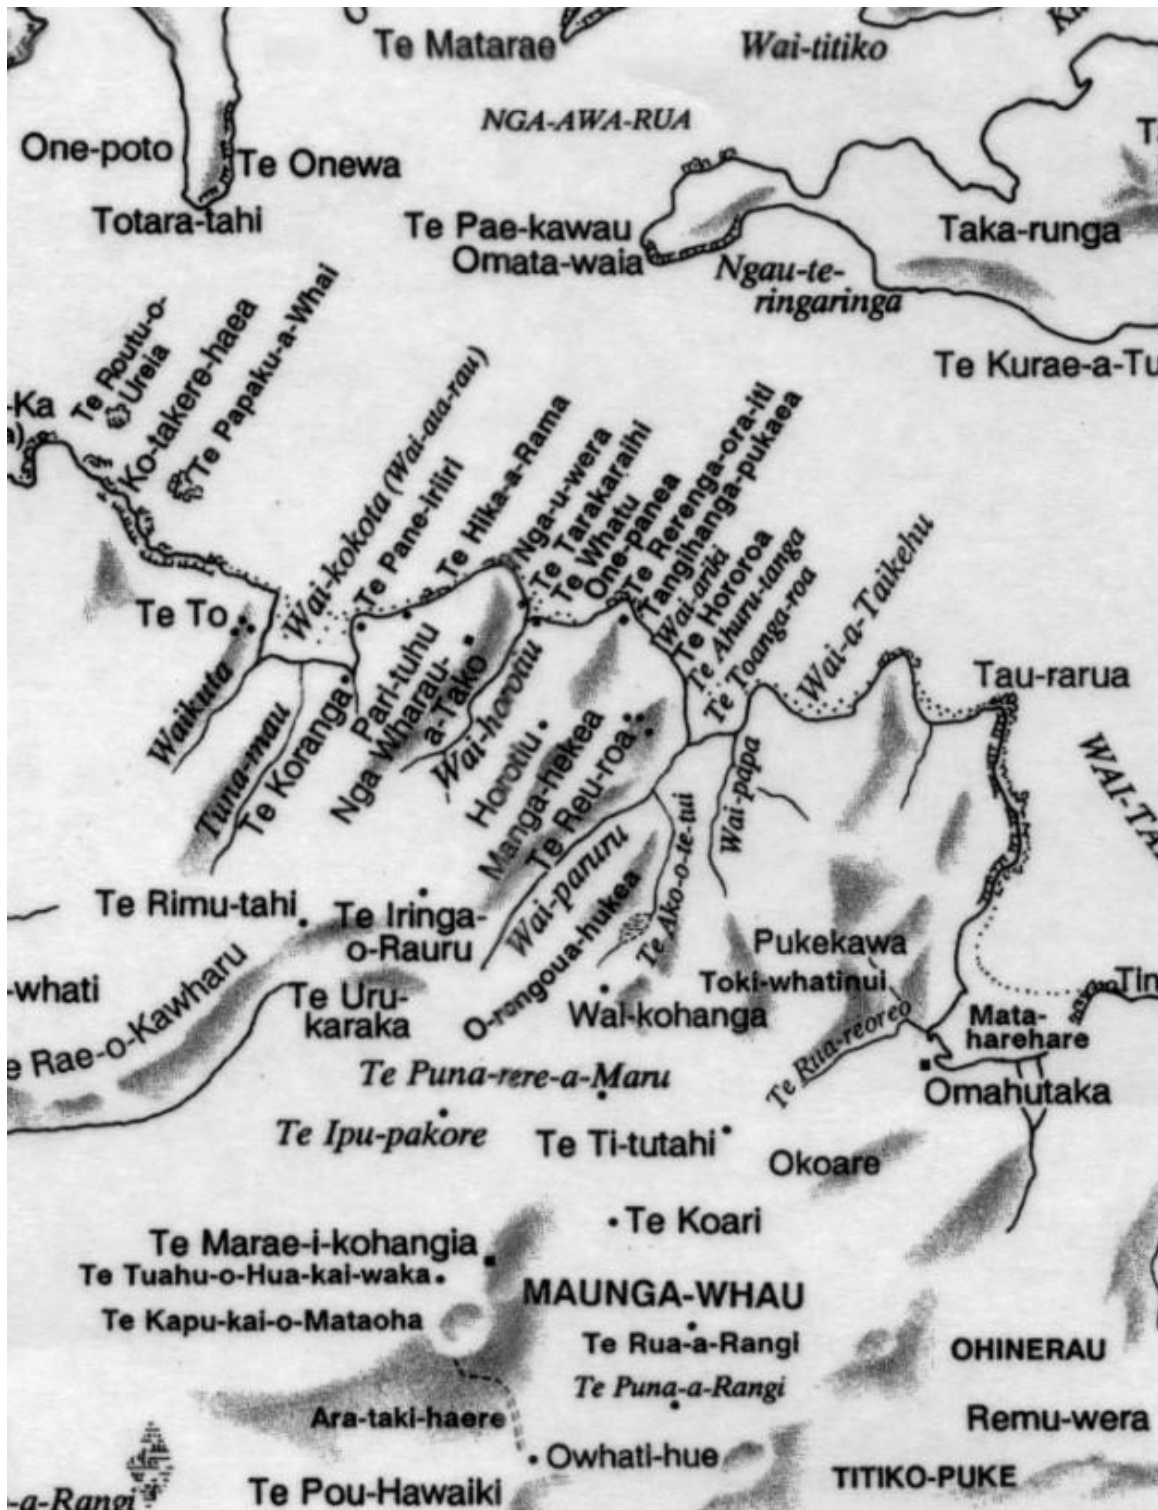 Te Matarae
Wai-titiko
NGA-AWA-RUA
One-poto
Te Onewa
Totara-tahi
Te Pae-kawau
Omata-waia
Taka-runga
Ngau-te-
ringaringa
Te Kurae-a-Tu
-Ka
Te Routu-o-
Ureia
Ko-takere-haea
Te Papaku-a-Whai
Wai-kokota (Wai-ata-rau)
Te Pane-iriiri
Te Hika-a-Rama
Nga-u-wera
Te Tarakaraihi
Te Whatu
One-panea
Te Rerenga-ora-iti
Tangihanga-pukaea
Wai-ariki
Te Hororoa
Te Ahuru-tanga
Te Toanga-roa
Wai-a-Taikehu
Te To
Waikuta
Tuna-mau
Te Koranga
Pari-tuhu
Nga Wharau-
a-Tako
Wai-horotiu
Horotiu
Manga-hekea
Te Reu-roa
Wai-papa
Tau-rarua
WAI-TA
Te Rimu-tahi
Te Iringa-
o-Rauru
Wai-paruru
O-rongoua-hukea
Te Ako-o-te-tui
Pukekawa
Toki-whatinui
-whati
e Rae-o-Kawharu
Te Uru-
karaka
Wai-kohanga
Te Rua-reoreo
Mata-
harehare
Tin
Omahutaka
Te Puna-rere-a-Maru
Te Ipu-pakore
Te Ti-tutahi
Okoare
Te Koari
Te Marae-i-kohangia
Te Tuahu-o-Hua-kai-waka
MAUNGA-WHAU
Te Kapu-kai-o-Mataoha
Te Rua-a-Rangi
OHINERAU
Te Puna-a-Rangi
Ara-taki-haere
Remu-wera
Owhati-hue
TITIKO-PUKE
-a-Rangi
Te Pou-Hawaiki